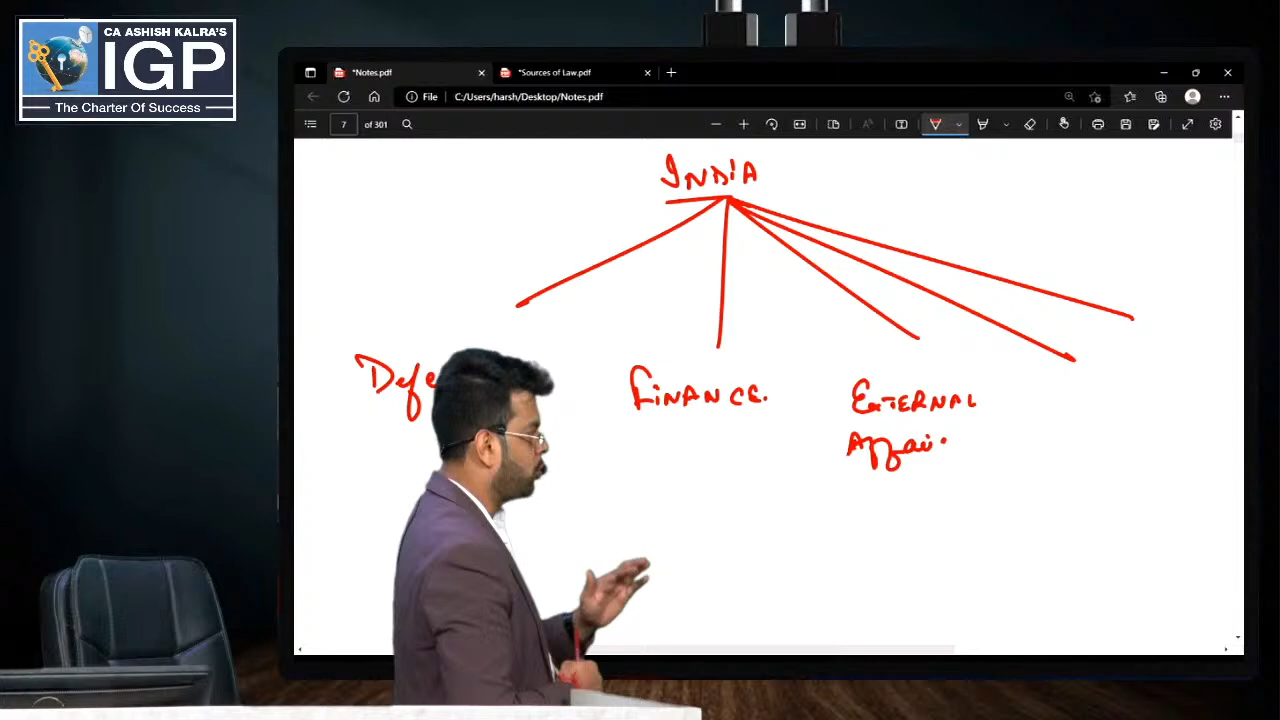 CA ASHISH KALRA'S
IGP
The Charter Of Success
*Notes.pdf
*Sources of Law.pdf
File
C:/Users/harsh/Desktop/Notes.pdf
7 of 301
INDIA
FINANCE.
EXTERNAL
Affai